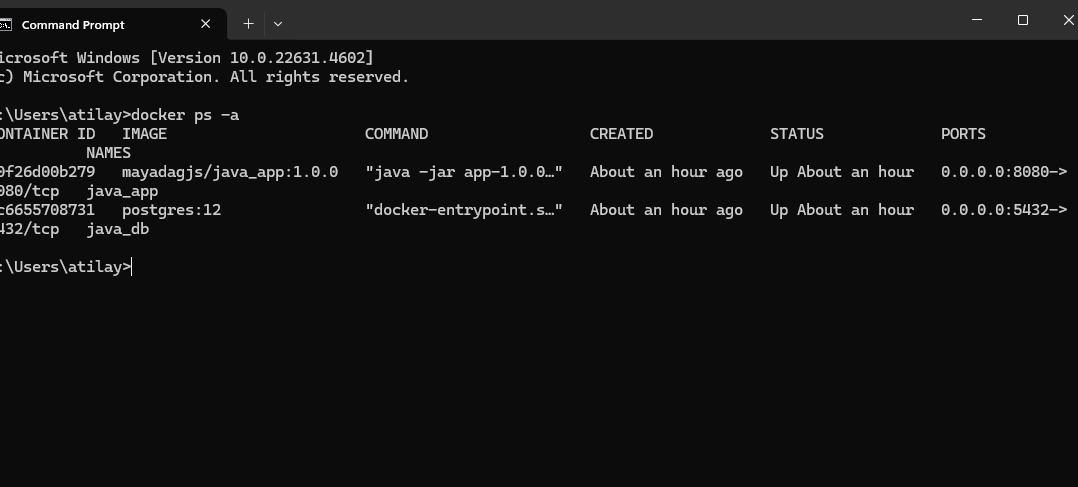 Command Prompt
icrosoft Windows [Version 10.0.22631.4602]
c) Microsoft Corporation. All rights reserved.
:\Users\atilay>docker ps -a
ONTAINER ID   IMAGE                      COMMAND                  CREATED             STATUS             PORTS
NAMES
0f26d00b279   mayadagjs/java_app:1.0.0   "java -jar app-1.0.0…"   About an hour ago   Up About an hour   0.0.0.0:8080->
080/tcp   java_app
c6655708731   postgres:12                "docker-entrypoint.s…"   About an hour ago   Up About an hour   0.0.0.0:5432->
432/tcp   java_db
:\Users\atilay>